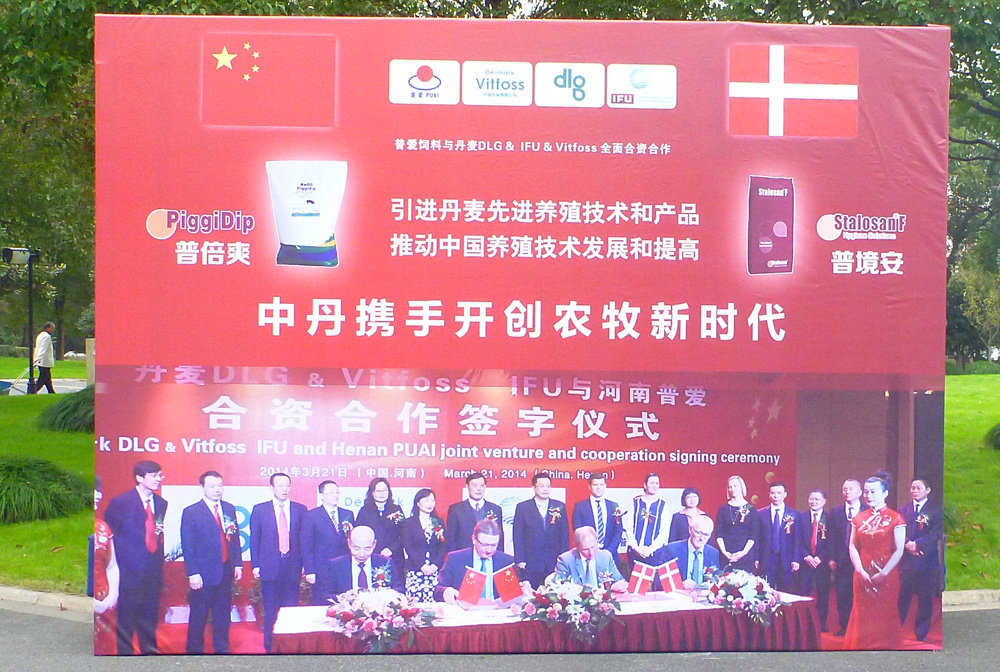 普爱 PUAI
Denmark
Vitfoss
dlg
IFU
普爱饲料与丹麦DLG & IFU & Vitfoss 全面合资合作
引进丹麦先进养殖技术和产品
推动中国养殖技术发展和提高
PiggiDip
普倍爽
Stalosan F
Stalosan F
Hygiene Solutions
普境安
中丹携手开创农牧新时代
丹麦DLG & Vitfoss IFU与河南普爱
合资合作签字仪式
k DLG & Vitfoss IFU and Henan PUAI joint venture and cooperation signing ceremony
2014年3月21日 (中国.河南) March 21, 2014 (China. Henan)
Denmark